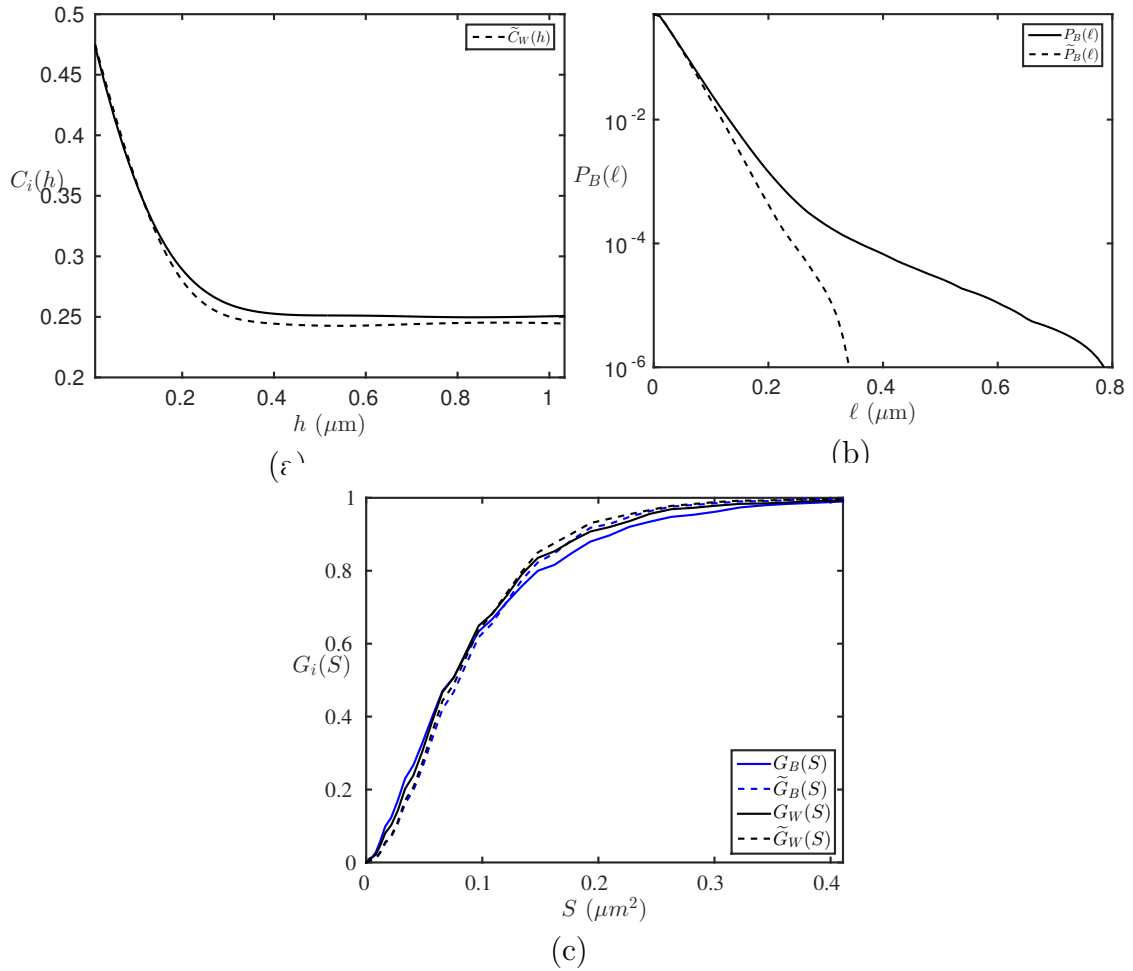 0.5
0.45
0.4
0.35
0.3
0.25
0.2
C_i(h)
0.2 0.4 0.6 0.8 1
h (μm)
C̃_W(h)
10^-2
10^-4
10^-6
P_B(ℓ)
0 0.2 0.4 0.6 0.8
ℓ (μm)
P_B(ℓ)
P̃_B(ℓ)
(b)
1
0.8
0.6
0.4
0.2
0
G_i(S)
0 0.1 0.2 0.3 0.4
S (μm²)
G_B(S)
G̃_B(S)
G_W(S)
G̃_W(S)
(c)